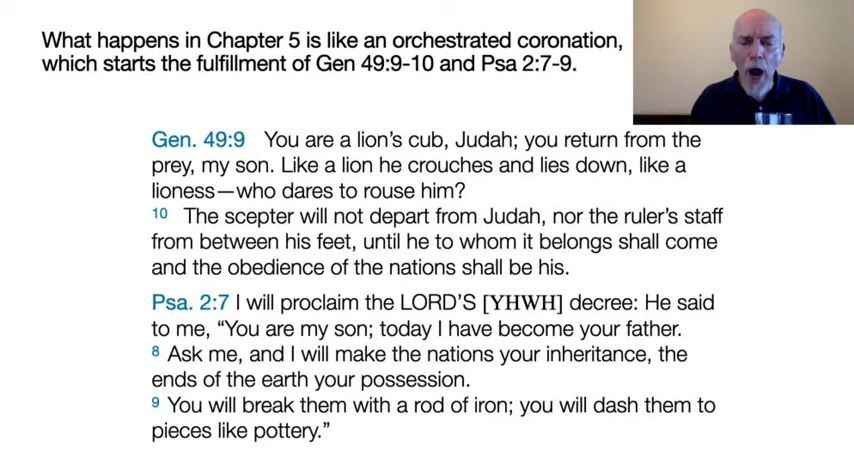 What happens in Chapter 5 is like an orchestrated coronation,
which starts the fulfillment of Gen 49:9-10 and Psa 2:7-9.
Gen. 49:9 You are a lion’s cub, Judah; you return from the
prey, my son. Like a lion he crouches and lies down, like a
lioness—who dares to rouse him?
10 The scepter will not depart from Judah, nor the ruler’s staff
from between his feet, until he to whom it belongs shall come
and the obedience of the nations shall be his.
Psa. 2:7 I will proclaim the LORD’S [YHWH] decree: He said
to me, “You are my son; today I have become your father.
8 Ask me, and I will make the nations your inheritance, the
ends of the earth your possession.
9 You will break them with a rod of iron; you will dash them to
pieces like pottery.”